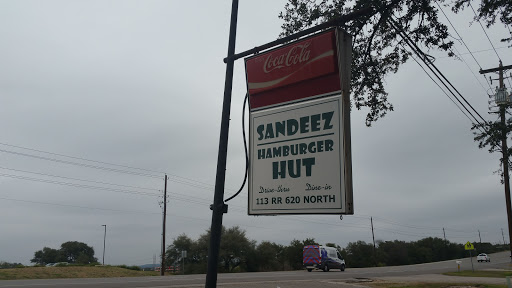 Coca-Cola
SANDEEZ
HAMBURGER
HUT
Drive-thru Dine-in
113 RR 620 NORTH